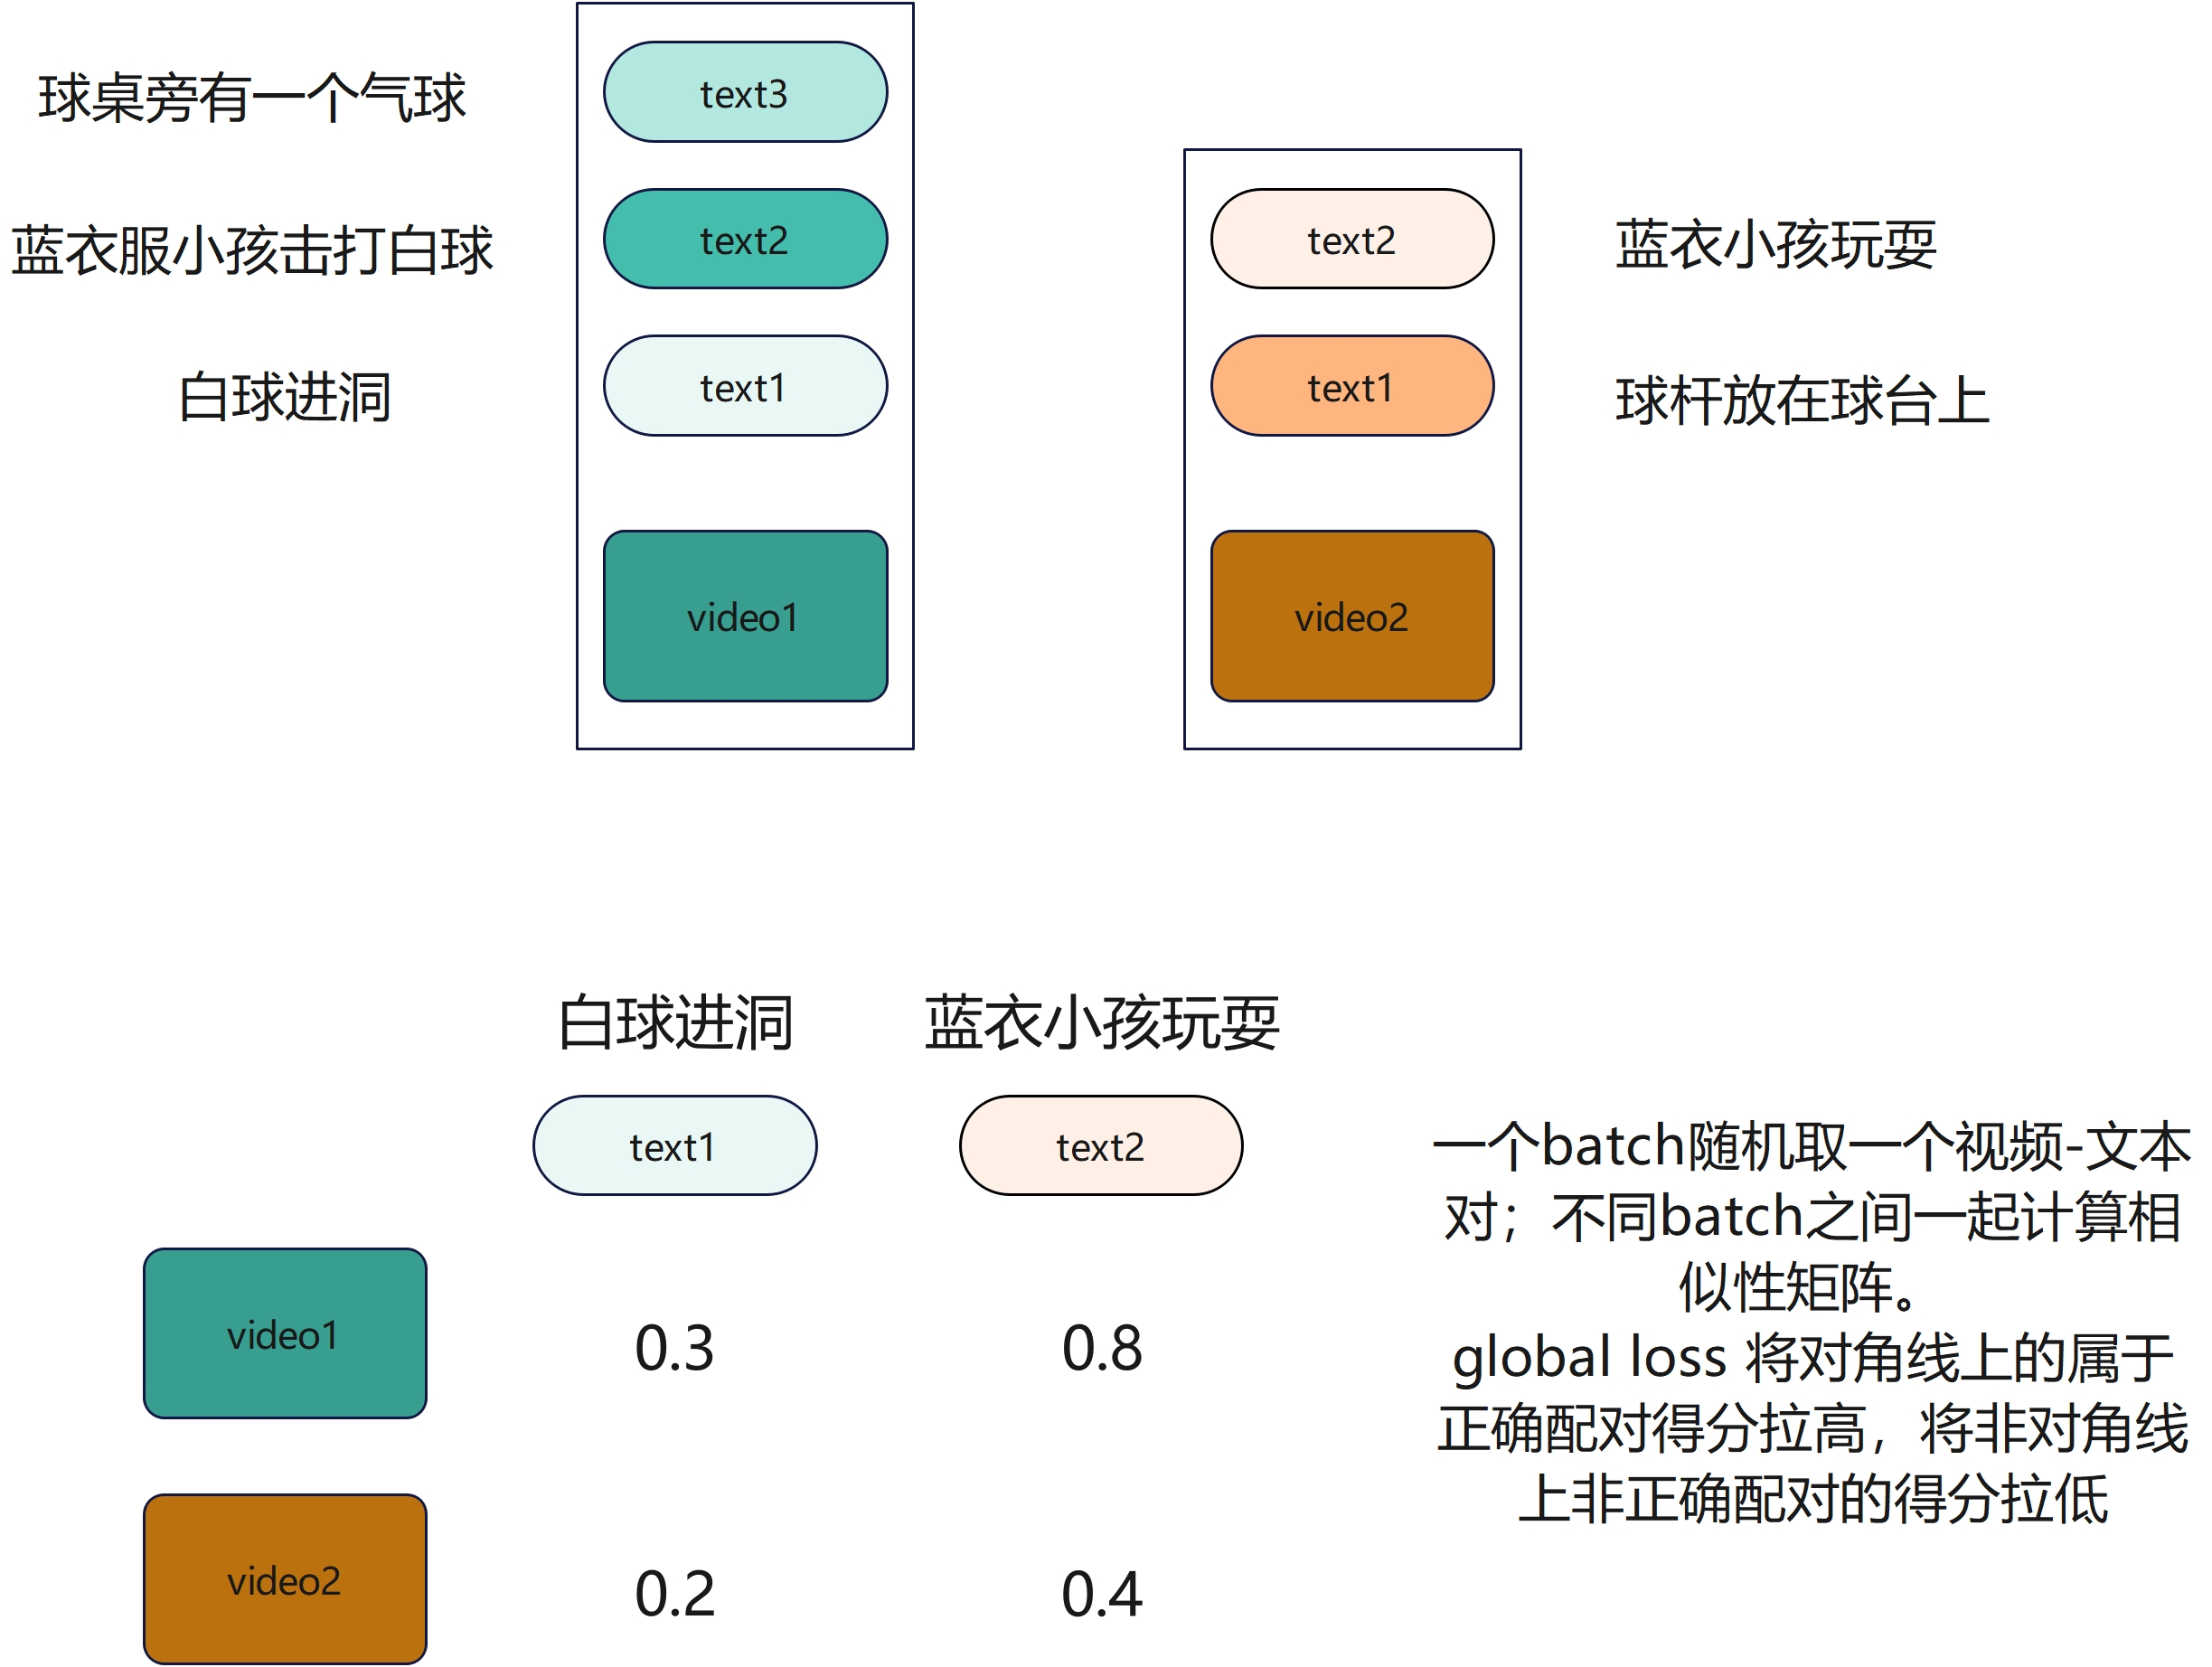 球桌旁有一个气球
text3
蓝衣服小孩击打白球
text2
text2
蓝衣小孩玩耍
白球进洞
text1
text1
球杆放在球台上
video1
video2
白球进洞
蓝衣小孩玩耍
text1
text2
一个batch随机取一个视频-文本
对；不同batch之间一起计算相
似性矩阵。
global loss 将对角线上的属于
正确配对得分拉高，将非对角线
上非正确配对的得分拉低
video1
0.3
0.8
video2
0.2
0.4